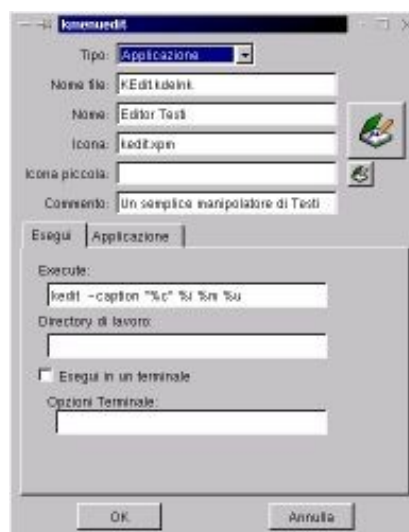 kmenuedit
Tipo: Applicazione
Nome file: KEdit.kdelnk
Nome: Editor Testi
Icona: kedit.xpm
Icona piccola:
Commento: Un semplice manipolatore di Testi
Esegui Applicazione
Execute:
kedit -caption "%c" %i %m %u
Directory di lavoro:
Esegui in un terminale
Opzioni Terminale:
OK Annulla